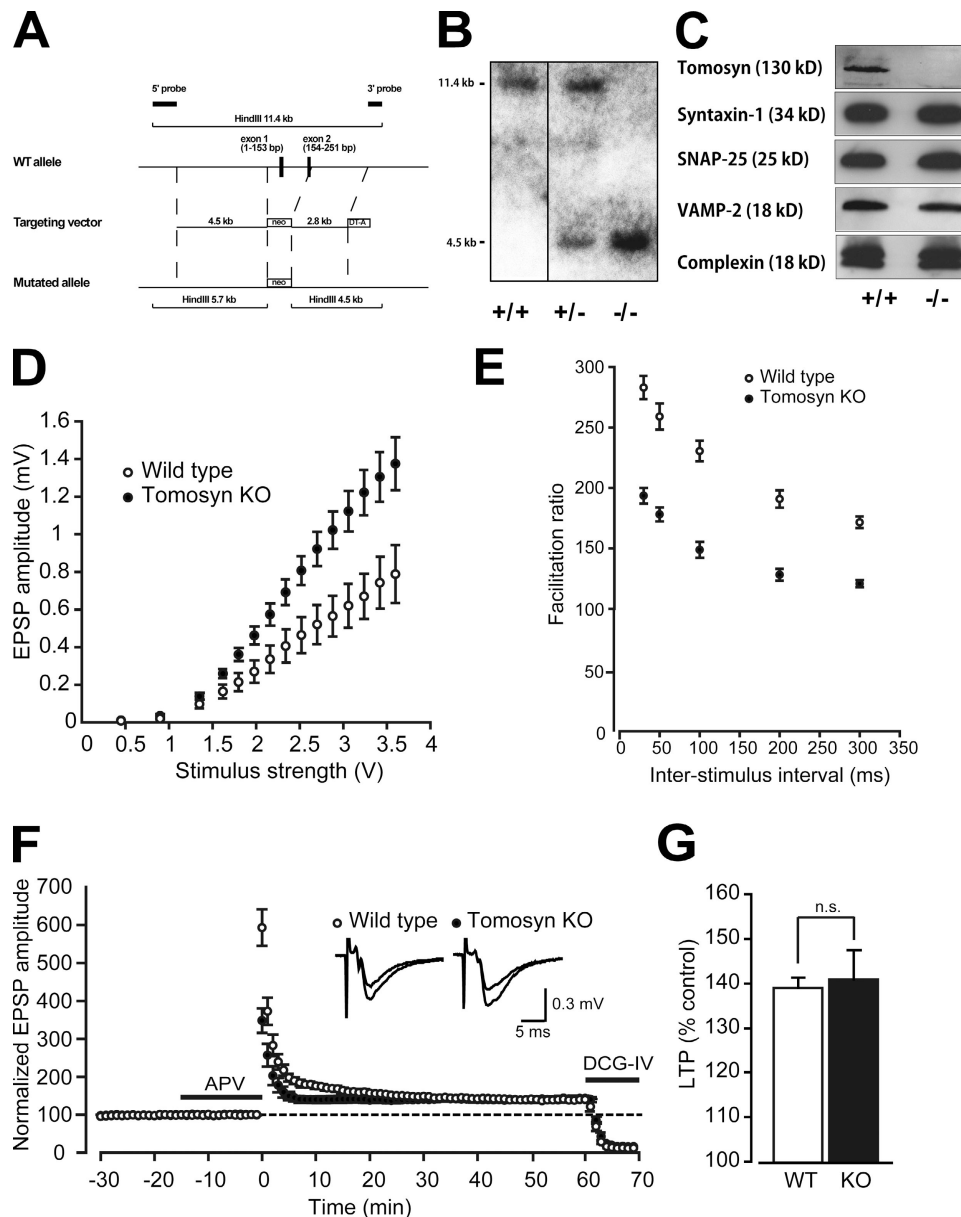 A
5' probe
3' probe
HindIII 11.4 kb
exon 1
(1-153 bp)
exon 2
(154-251 bp)
WT allele
Targeting vector
4.5 kb
neo
2.8 kb
DT-A
Mutated allele
neo
HindIII 5.7 kb
HindIII 4.5 kb
B
11.4 kb
4.5 kb
+/+
+/-
-/-
C
Tomosyn (130 kD)
Syntaxin-1 (34 kD)
SNAP-25 (25 kD)
VAMP-2 (18 kD)
Complexin (18 kD)
+/+
-/-
D
EPSP amplitude (mV)
1.6
1.4
1.2
1
0.8
0.6
0.4
0.2
0
Wild type
Tomosyn KO
0 0.5 1 1.5 2 2.5 3 3.5 4
Stimulus strength (V)
E
Facilitation ratio
300
250
200
150
100
50
0
Wild type
Tomosyn KO
0 50 100 150 200 250 300 350
Inter-stimulus interval (ms)
F
Normalized EPSP amplitude
700
600
500
400
300
200
100
0
Wild type
Tomosyn KO
0.3 mV
5 ms
APV
DCG-IV
-30 -20 -10 0 10 20 30 40 50 60 70
Time (min)
G
LTP (% control)
160
150
140
130
120
110
100
n.s.
WT KO